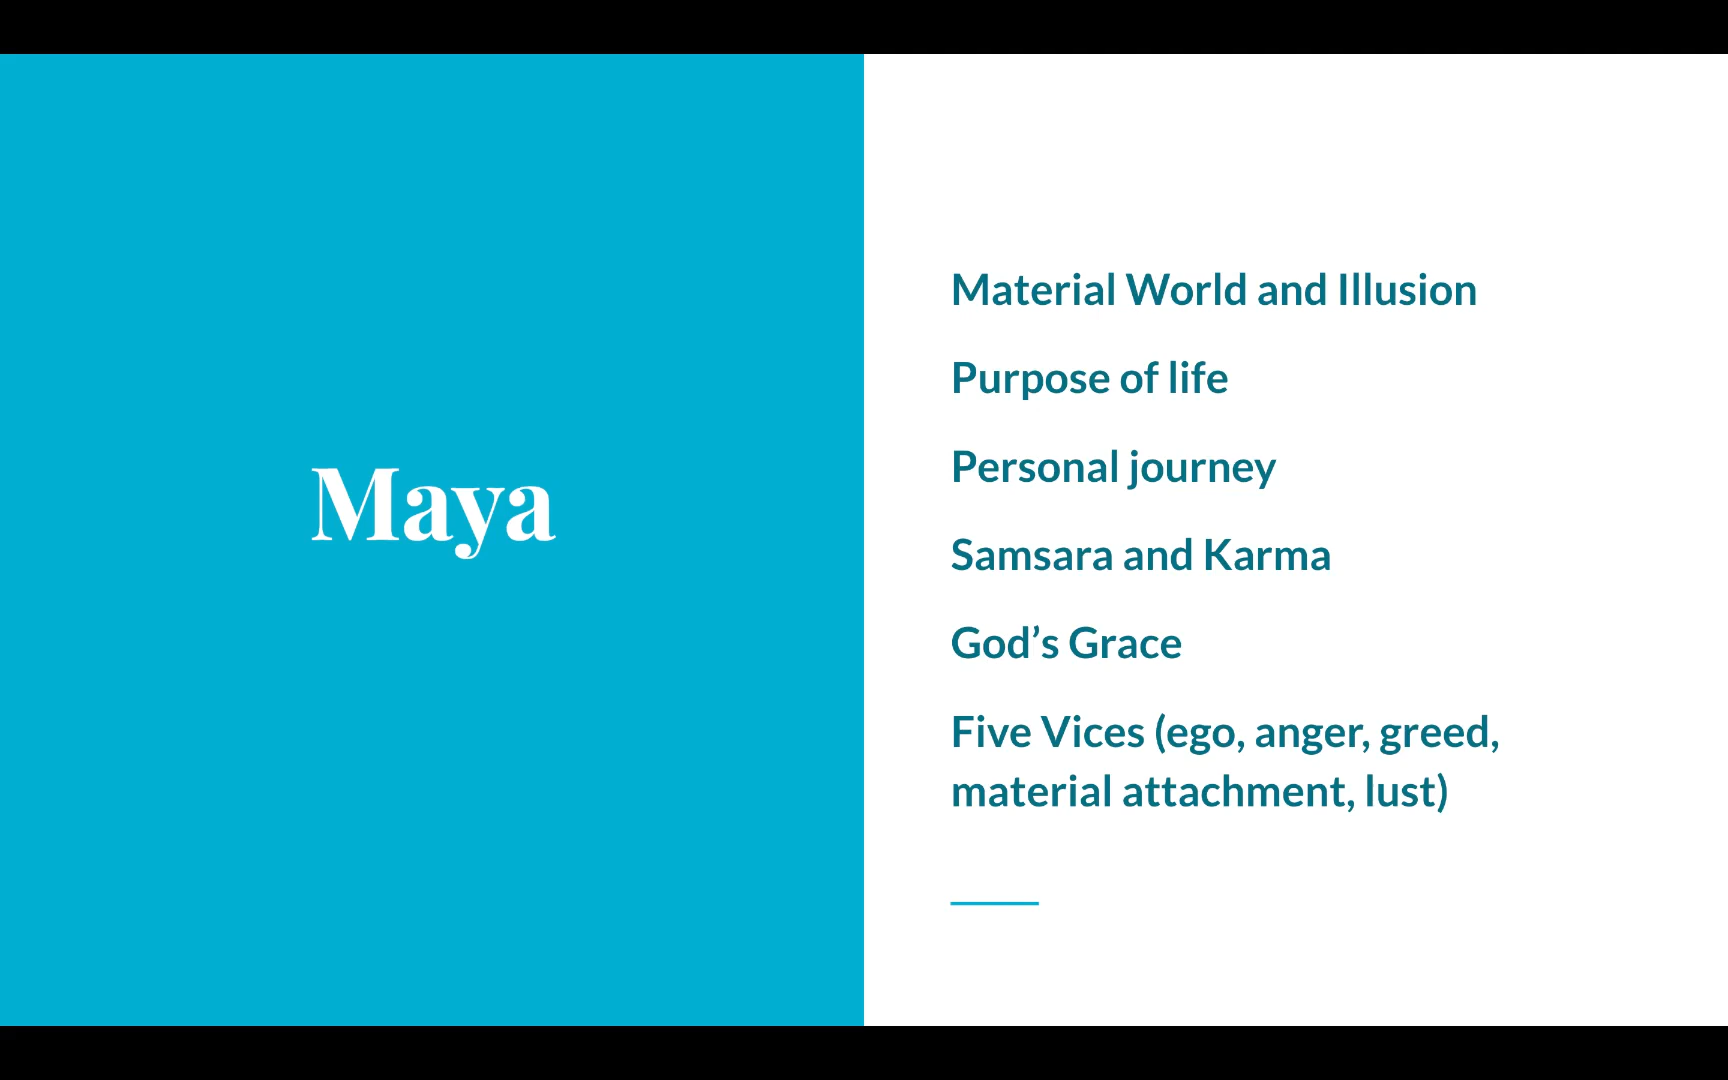 Maya
Material World and Illusion
Purpose of life
Personal journey
Samsara and Karma
God’s Grace
Five Vices (ego, anger, greed,
material attachment, lust)